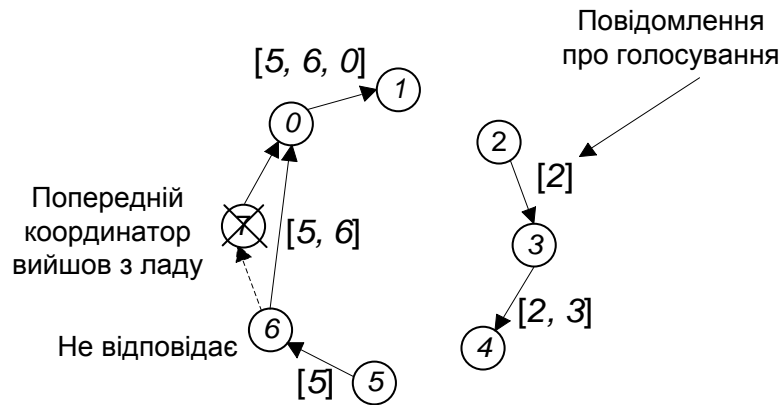 Повідомлення
про голосування
[5, 6, 0]
1
0
2
[2]
Попередній
координатор
вийшов з ладу
7
[5, 6]
3
6
[2, 3]
Не відповідає
4
[5]
5